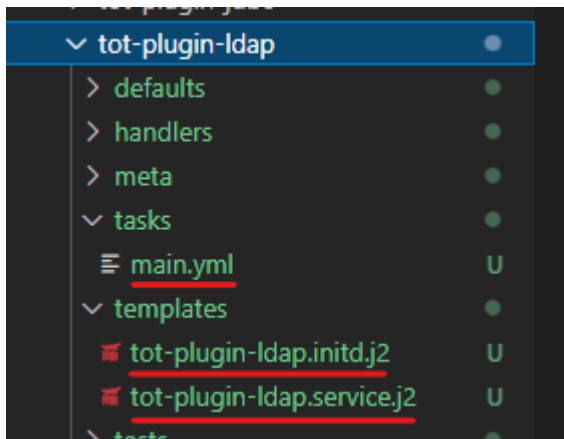 tot-plugin-ldap
defaults
handlers
meta
tasks
main.yml U
templates
tot-plugin-ldap.initd.j2 U
tot-plugin-ldap.service.j2 U
tests